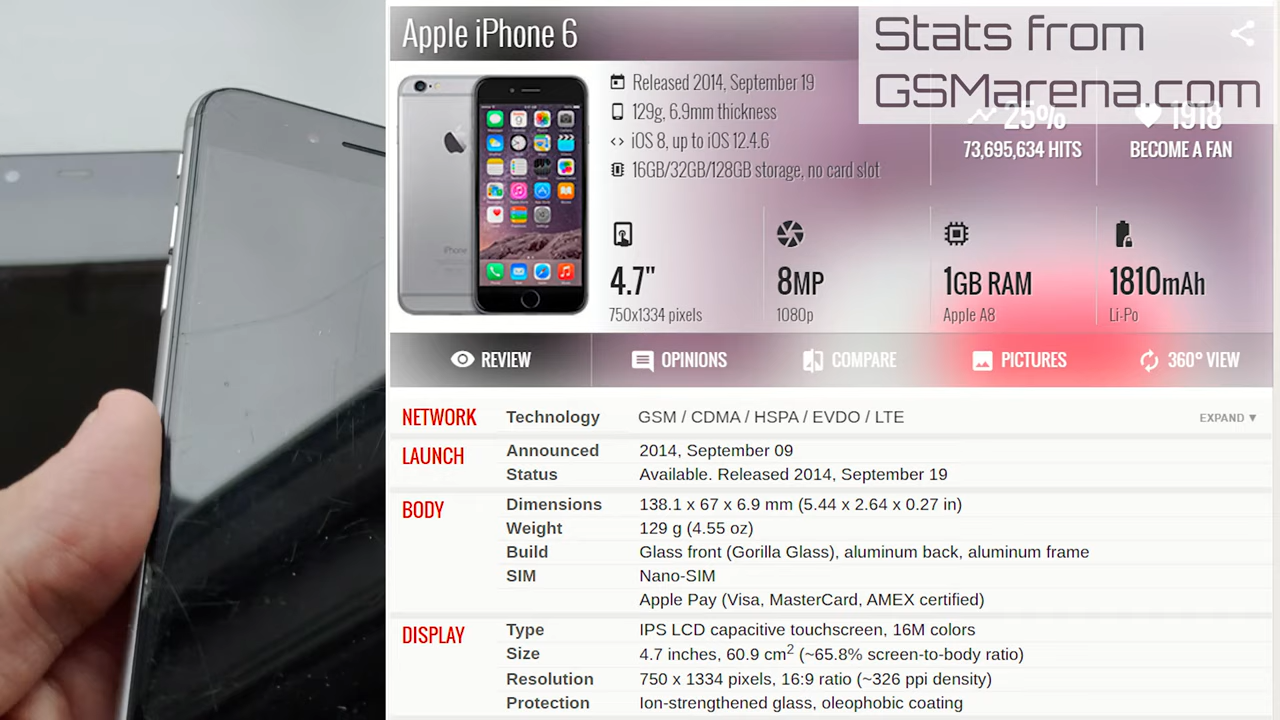 Apple iPhone 6
Stats from
GSMarena.com
Released 2014, September 19
129g, 6.9mm thickness
iOS 8, up to iOS 12.4.6
16GB/32GB/128GB storage, no card slot
25%
73,695,634 HITS
1918
BECOME A FAN
iPhone
4.7"
750x1334 pixels
8MP
1080p
1GB RAM
Apple A8
1810mAh
Li-Po
REVIEW
OPINIONS
COMPARE
PICTURES
360° VIEW
NETWORK Technology GSM / CDMA / HSPA / EVDO / LTE EXPAND ▼
LAUNCH Announced 2014, September 09
Status Available. Released 2014, September 19
BODY Dimensions 138.1 x 67 x 6.9 mm (5.44 x 2.64 x 0.27 in)
Weight 129 g (4.55 oz)
Build Glass front (Gorilla Glass), aluminum back, aluminum frame
SIM Nano-SIM
Apple Pay (Visa, MasterCard, AMEX certified)
DISPLAY Type IPS LCD capacitive touchscreen, 16M colors
Size 4.7 inches, 60.9 cm2 (~65.8% screen-to-body ratio)
Resolution 750 x 1334 pixels, 16:9 ratio (~326 ppi density)
Protection Ion-strengthened glass, oleophobic coating